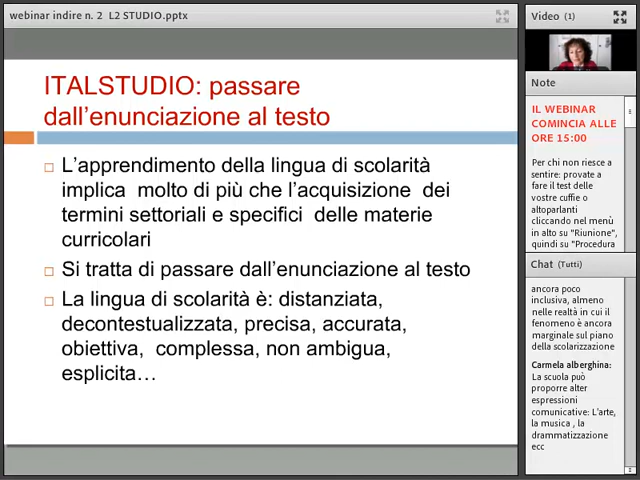 webinar indire n. 2  L2 STUDIO.pptx
ITALSTUDIO: passare
dall'enunciazione al testo
L'apprendimento della lingua di scolarità
implica  molto di più che l'acquisizione  dei
termini settoriali e specifici  delle materie
curricolari
Si tratta di passare dall'enunciazione al testo
La lingua di scolarità è: distanziata,
decontestualizzata, precisa, accurata,
obiettiva,  complessa, non ambigua,
esplicita…
Video (1)
Note
IL WEBINAR
COMINCIA ALLE
ORE 15:00
Per chi non riesce a
sentire: provate a
fare il test delle
vostre cuffie o
altoparlanti
cliccando nel menù
in alto su "Riunione",
quindi su "Procedura
Chat (Tutti)
ancora poco
inclusiva, almeno
nelle realtà in cui il
fenomeno è ancora
marginale sul piano
della scolarizzazione
Carmela alberghina:
La scuola può
proporre alter
espressioni
comunicative: L'arte,
la musica , la
drammatizzazione
ecc